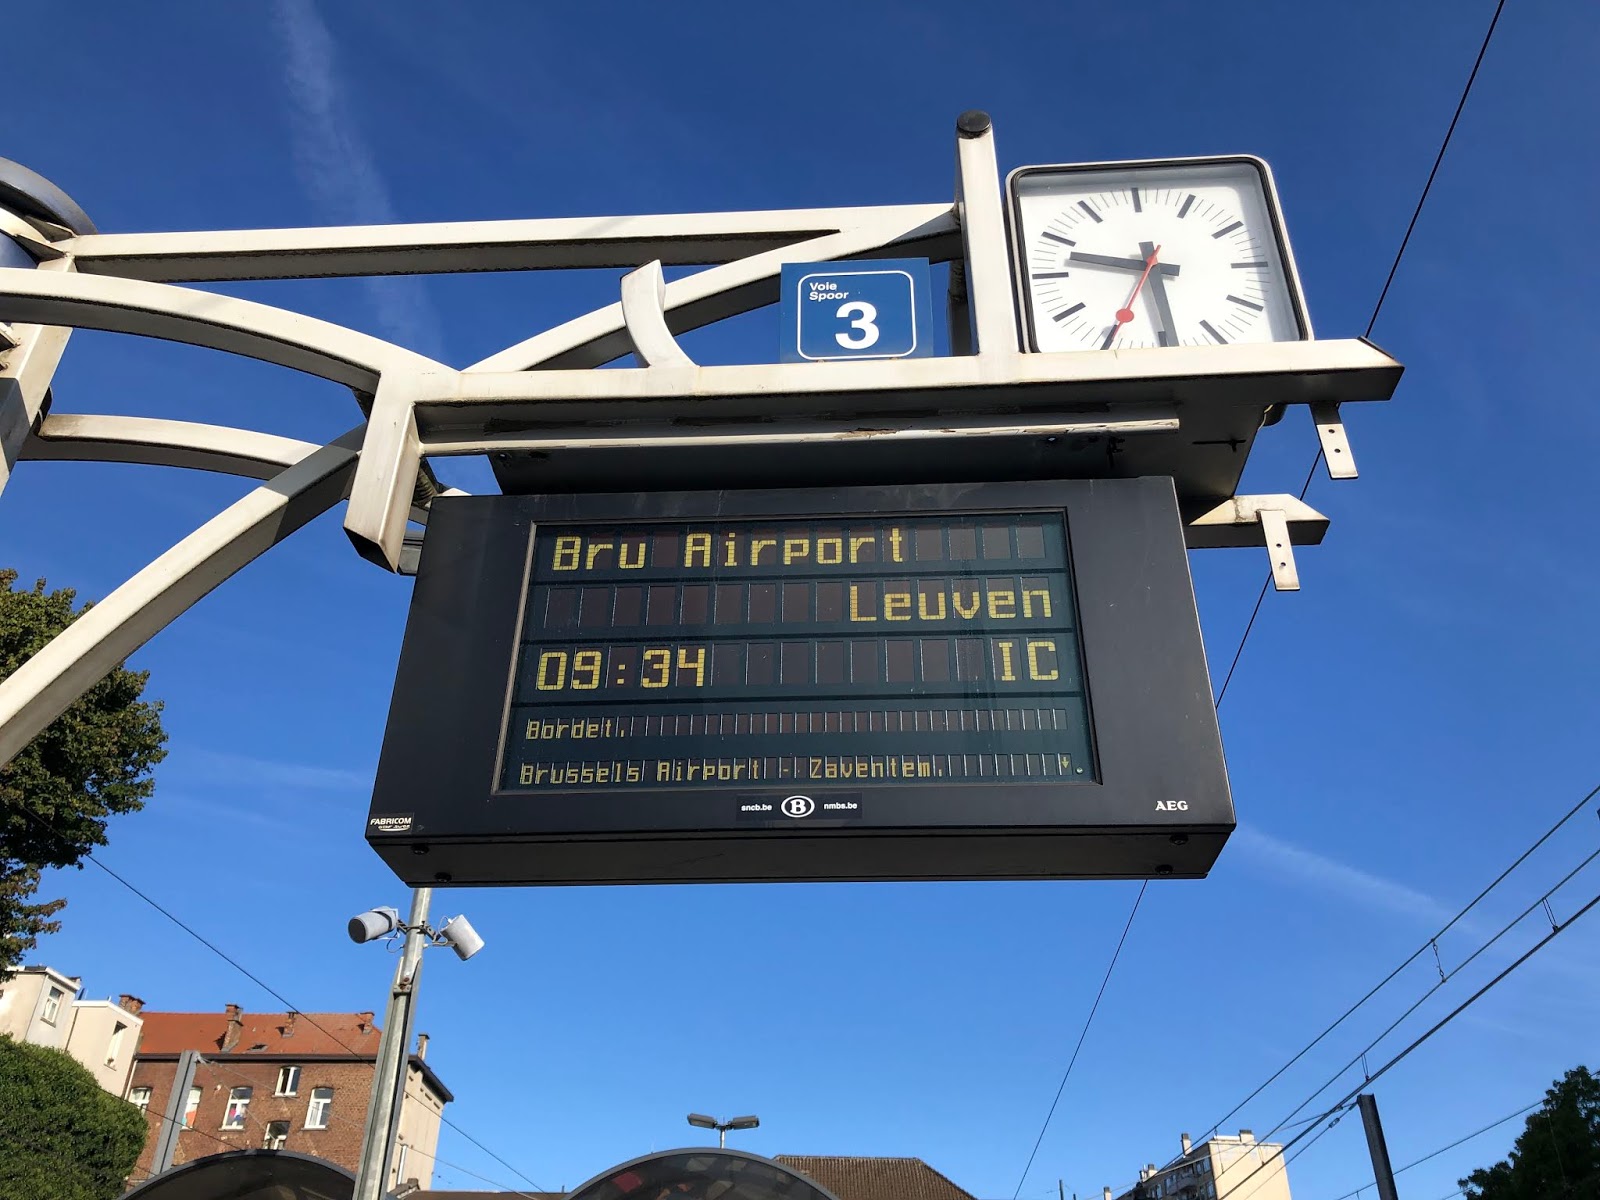 Voie
Spoor
3
Bru Airport
Leuven
09:34 IC
Bordet,
Brussels Airport - Zaventem,
sncb.be B nmbs.be
AEG
FABRICOM